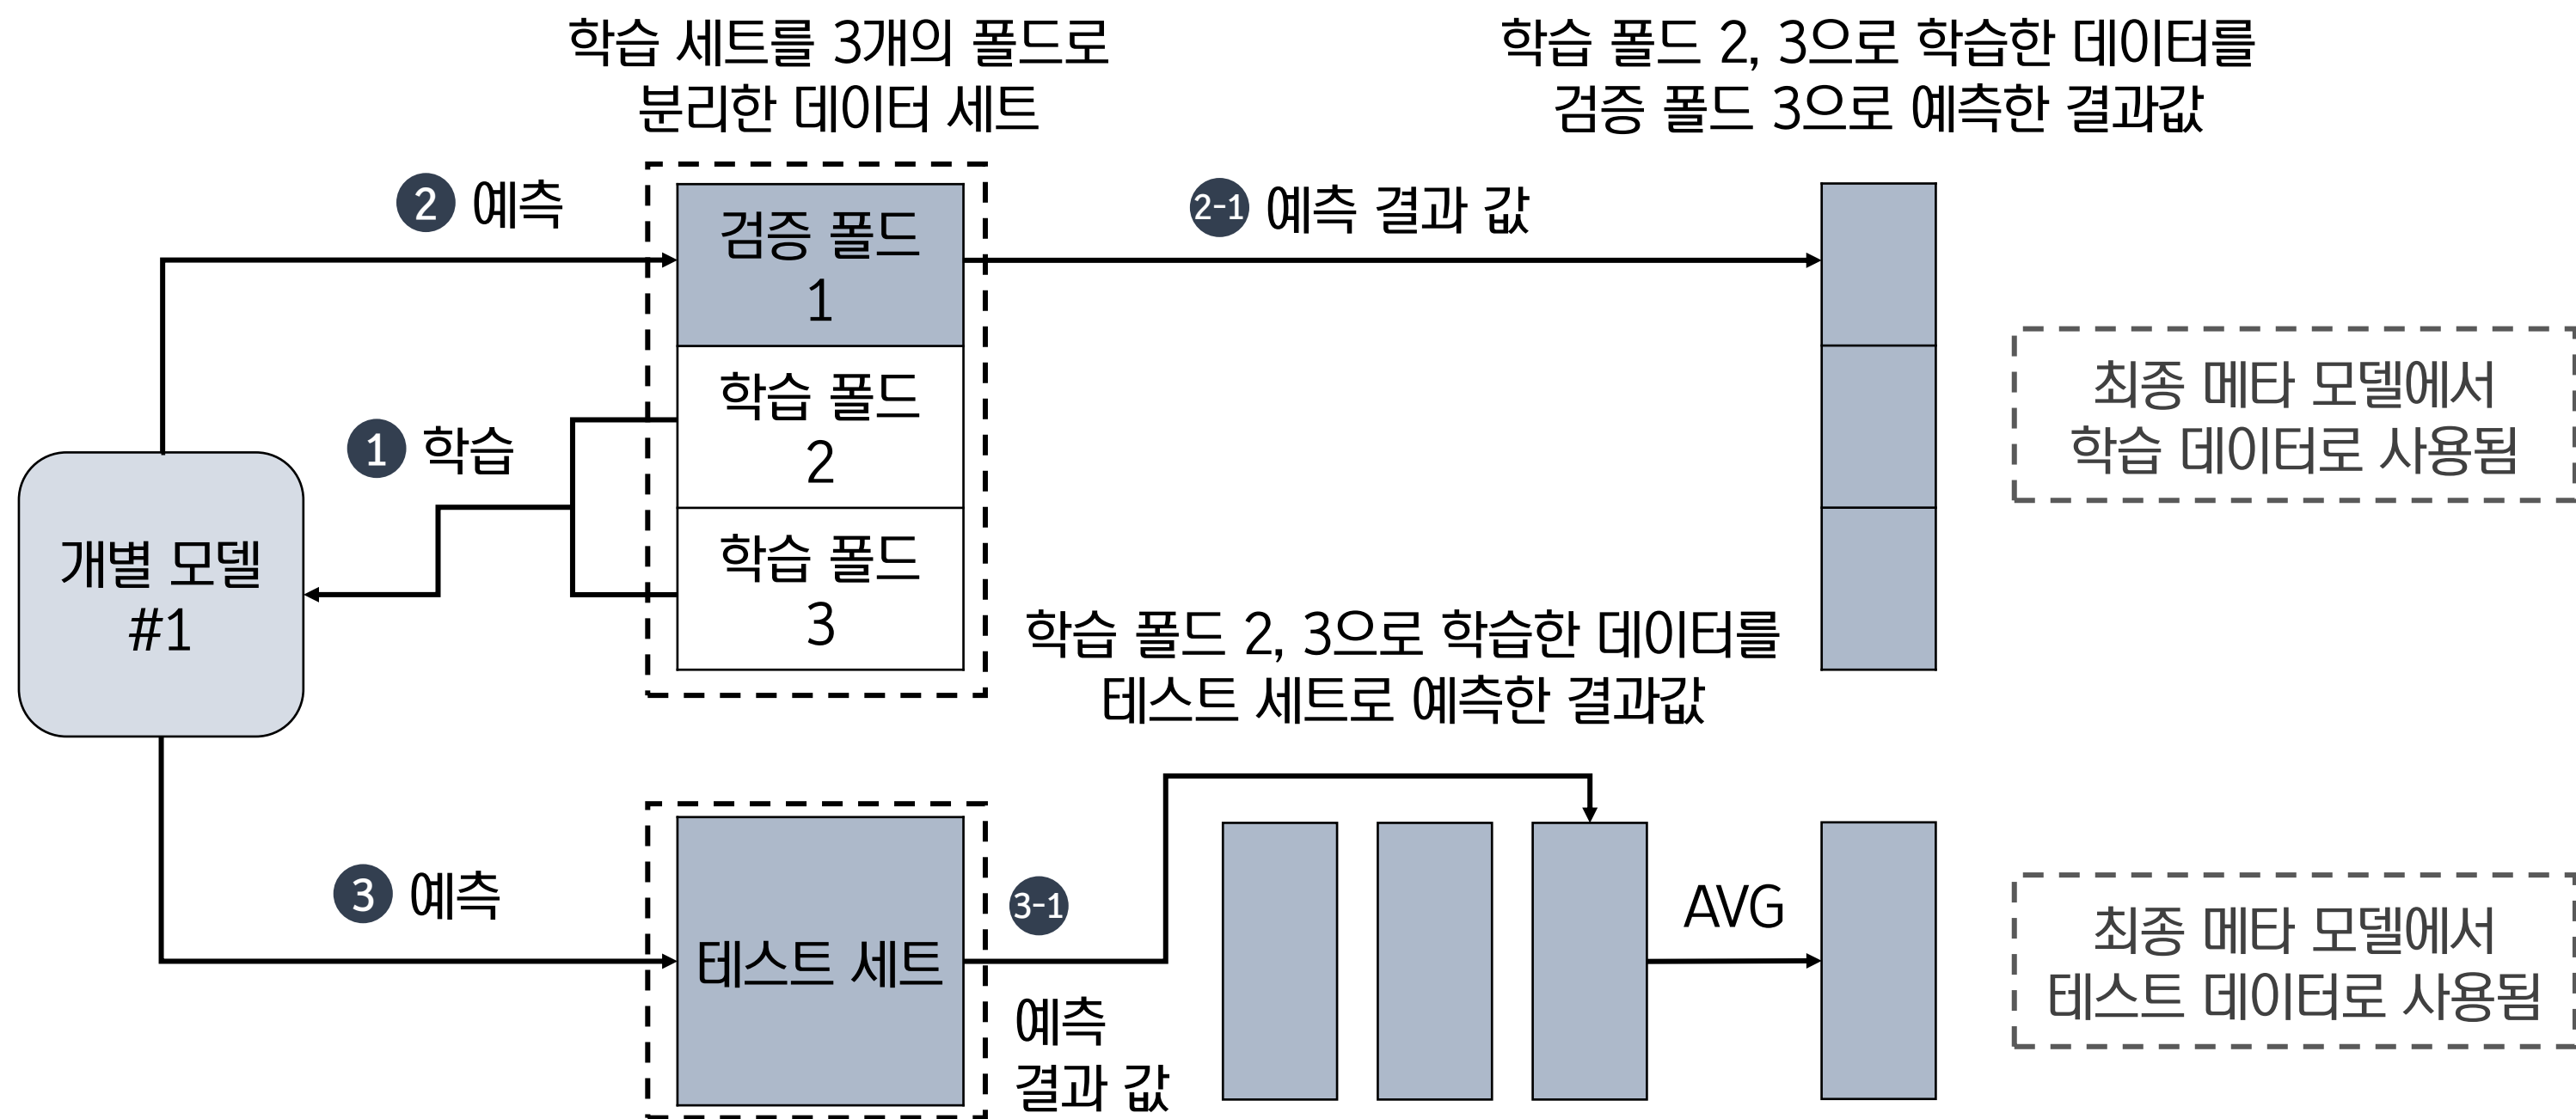 학습 세트를 3개의 폴드로
분리한 데이터 세트
학습 폴드 2, 3으로 학습한 데이터를
검증 폴드 3으로 예측한 결과값
2 예측
검증 폴드
1
2-1 예측 결과 값
1 학습
학습 폴드
2
학습 폴드
3
개별 모델
#1
최종 메타 모델에서
학습 데이터로 사용됨
학습 폴드 2, 3으로 학습한 데이터를
테스트 세트로 예측한 결과값
3 예측
테스트 세트
3-1
예측
결과 값
AVG
최종 메타 모델에서
테스트 데이터로 사용됨